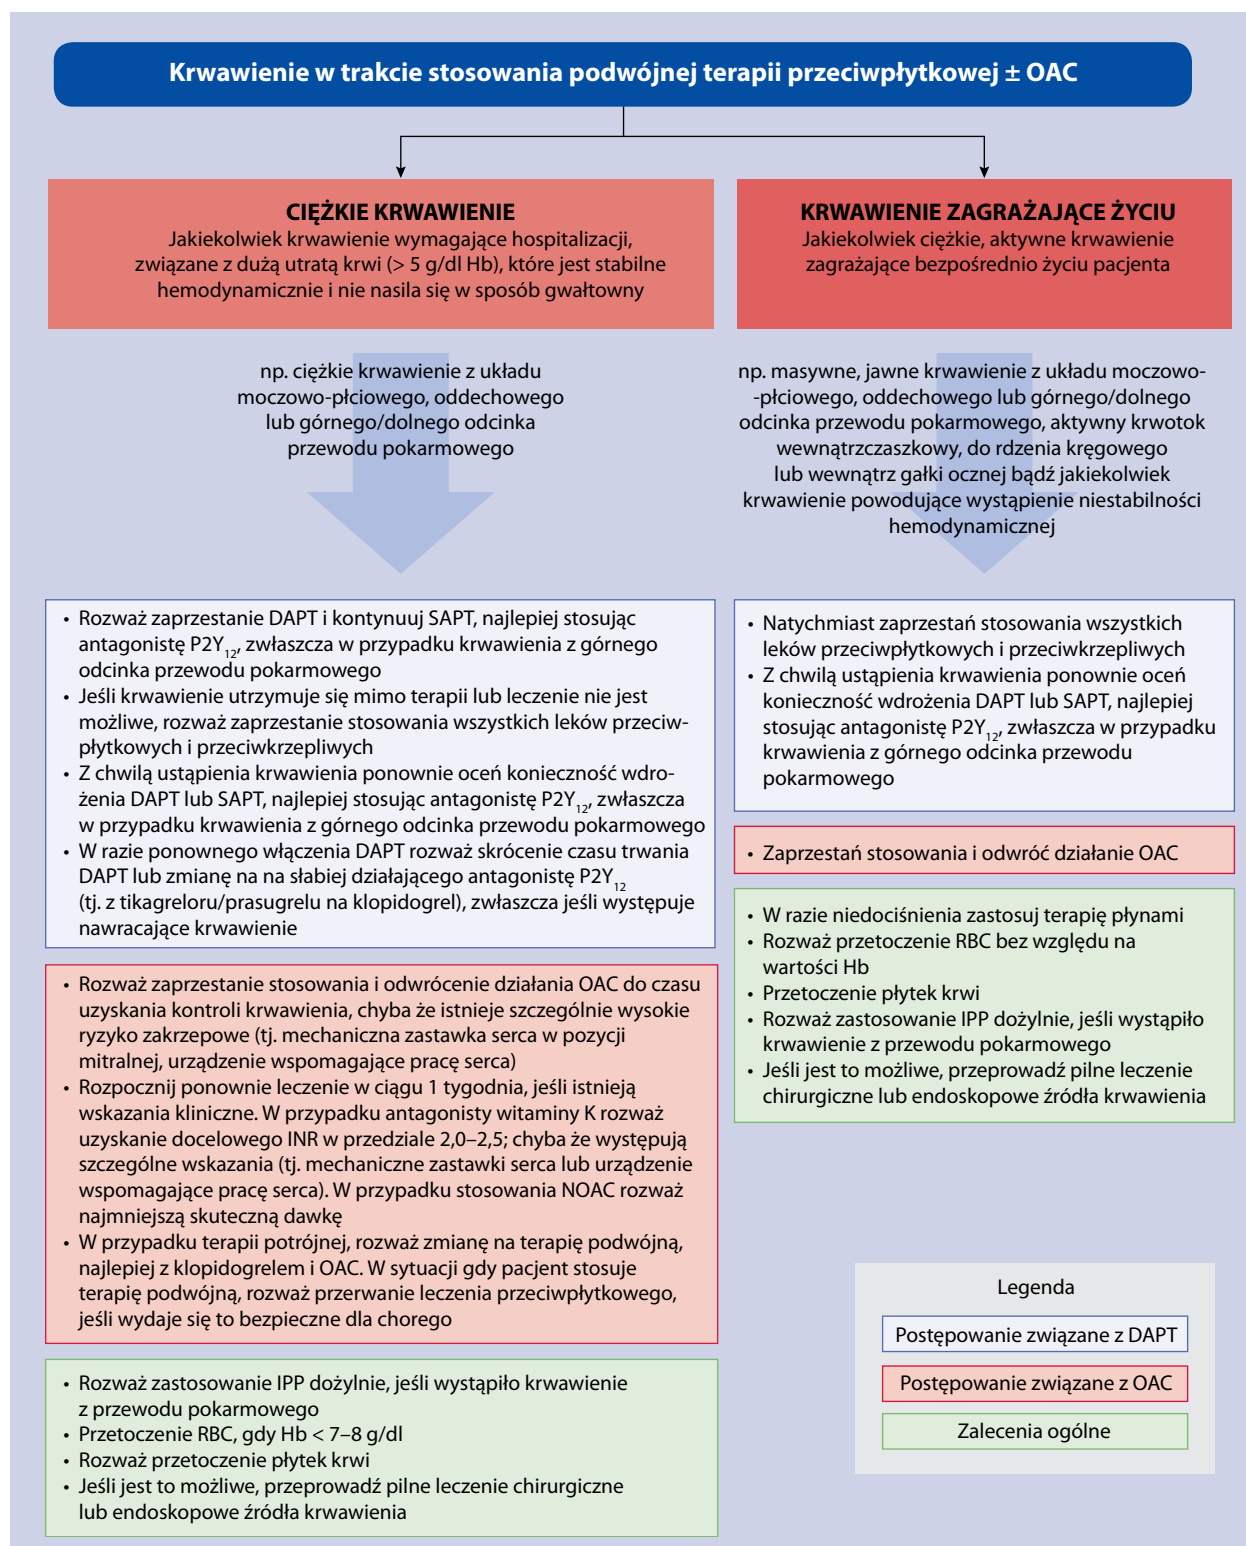 Krwawienie w trakcie stosowania podwójnej terapii przeciwpłytkowej ± OAC
CIĘŻKIE KRWAWIENIE
Jakiekolwiek krwawienie wymagające hospitalizacji,
związane z dużą utratą krwi (> 5 g/dl Hb), które jest stabilne
hemodynamicznie i nie nasila się w sposób gwałtowny
np. ciężkie krwawienie z układu
moczowo-płciowego, oddechowego
lub górnego/dolnego odcinka
przewodu pokarmowego
• Rozważ zaprzestanie DAPT i kontynuuj SAPT, najlepiej stosując
antagonistę P2Y₁₂, zwłaszcza w przypadku krwawienia z górnego
odcinka przewodu pokarmowego
• Jeśli krwawienie utrzymuje się mimo terapii lub leczenie nie jest
możliwe, rozważ zaprzestanie stosowania wszystkich leków przeciw-
płytkowych i przeciwkrzepliwych
• Z chwilą ustąpienia krwawienia ponownie oceń konieczność wdro-
żenia DAPT lub SAPT, najlepiej stosując antagonistę P2Y₁₂, zwłaszcza
w przypadku krwawienia z górnego odcinka przewodu pokarmowego
• W razie ponownego włączenia DAPT rozważ skrócenie czasu trwania
DAPT lub zmianę na na słabiej działającego antagonistę P2Y₁₂
(tj. z tikagreloru/prasugrelu na klopidogrel), zwłaszcza jeśli występuje
nawracające krwawienie
• Rozważ zaprzestanie stosowania i odwrócenie działania OAC do czasu
uzyskania kontroli krwawienia, chyba że istnieje szczególnie wysokie
ryzyko zakrzepowe (tj. mechaniczna zastawka serca w pozycji
mitralnej, urządzenie wspomagające pracę serca)
• Rozpocznij ponownie leczenie w ciągu 1 tygodnia, jeśli istnieją
wskazania kliniczne. W przypadku antagonisty witaminy K rozważ
uzyskanie docelowego INR w przedziale 2,0–2,5; chyba że występują
szczególne wskazania (tj. mechaniczne zastawki serca lub urządzenie
wspomagające pracę serca). W przypadku stosowania NOAC rozważ
najmniejszą skuteczną dawkę
• W przypadku terapii potrójnej, rozważ zmianę na terapię podwójną,
najlepiej z klopidogrelem i OAC. W sytuacji gdy pacjent stosuje
terapię podwójną, rozważ przerwanie leczenia przeciwpłytkowego,
jeśli wydaje się to bezpieczne dla chorego
• Rozważ zastosowanie IPP dożylnie, jeśli wystąpiło krwawienie
z przewodu pokarmowego
• Przetoczenie RBC, gdy Hb < 7–8 g/dl
• Rozważ przetoczenie płytek krwi
• Jeśli jest to możliwe, przeprowadź pilne leczenie chirurgiczne
lub endoskopowe źródła krwawienia
KRWAWIENIE ZAGRAŻAJĄCE ŻYCIU
Jakiekolwiek ciężkie, aktywne krwawienie
zagrażające bezpośrednio życiu pacjenta
np. masywne, jawne krwawienie z układu moczowo-
-płciowego, oddechowego lub górnego/dolnego
odcinka przewodu pokarmowego, aktywny krwotok
wewnątrzczaszkowy, do rdzenia kręgowego
lub wewnątrz gałki ocznej bądź jakiekolwiek
krwawienie powodujące wystąpienie niestabilności
hemodynamicznej
• Natychmiast zaprzestań stosowania wszystkich
leków przeciwpłytkowych i przeciwkrzepliwych
• Z chwilą ustąpienia krwawienia ponownie oceń
konieczność wdrożenia DAPT lub SAPT, najlepiej
stosując antagonistę P2Y₁₂, zwłaszcza w przypadku
krwawienia z górnego odcinka przewodu
pokarmowego
• Zaprzestań stosowania i odwróć działanie OAC
• W razie niedociśnienia zastosuj terapię płynami
• Rozważ przetoczenie RBC bez względu na
wartości Hb
• Przetoczenie płytek krwi
• Rozważ zastosowanie IPP dożylnie, jeśli wystąpiło
krwawienie z przewodu pokarmowego
• Jeśli jest to możliwe, przeprowadź pilne leczenie
chirurgiczne lub endoskopowe źródła krwawienia
Legenda
Postępowanie związane z DAPT
Postępowanie związane z OAC
Zalecenia ogólne